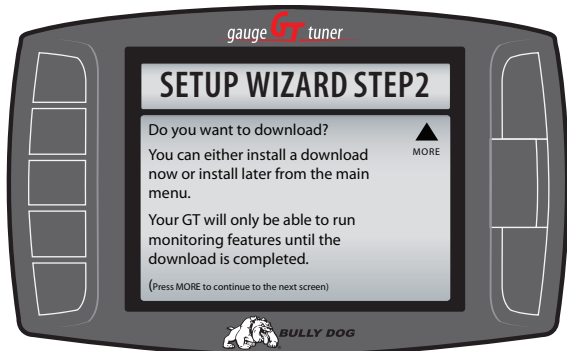 gauge GT tuner
SETUP WIZARD STEP2
Do you want to download?
MORE
You can either install a download
now or install later from the main
menu.
Your GT will only be able to run
monitoring features until the
download is completed.
(Press MORE to continue to the next screen)
BULLY DOG